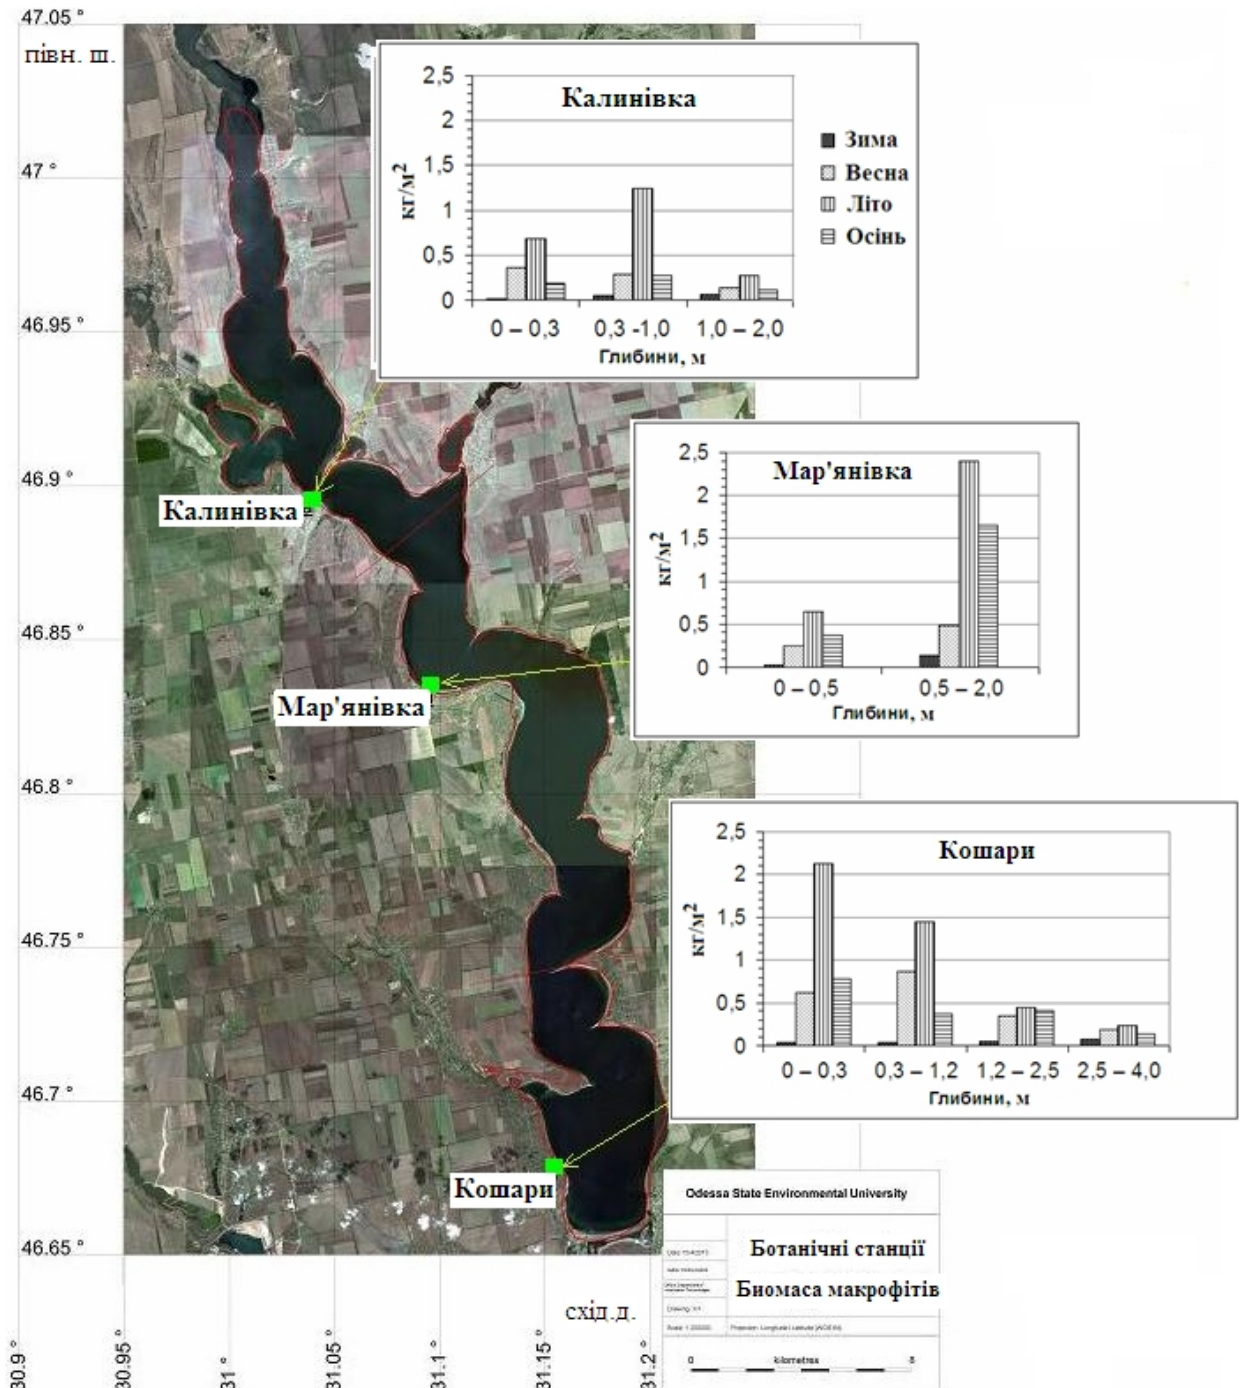 47.05 °
півн. ш.
47 °
46.95 °
46.9 °
46.85 °
46.8 °
46.75 °
46.7 °
46.65 °
Калинівка
2,5
2
1,5
1
0,5
0
кг/м²
0 – 0,3
0,3 -1,0
1,0 – 2,0
Глибини, м
Зима
Весна
Літо
Осінь
Мар'янівка
2,5
2
1,5
1
0,5
0
кг/м²
0 – 0,5
0,5 – 2,0
Глибини, м
Кошари
2,5
2
1,5
1
0,5
0
кг/м²
0 – 0,3
0,3 – 1,2
1,2 – 2,5
2,5 – 4,0
Глибини, м
Калинівка
Мар'янівка
Кошари
Odessa State Environmental University
Ботанічні станції
Биомаса макрофітів
0 kilometres 8
схід.д.
30.9 °
30.95 °
31 °
31.05 °
31.1 °
31.15 °
31.2 °